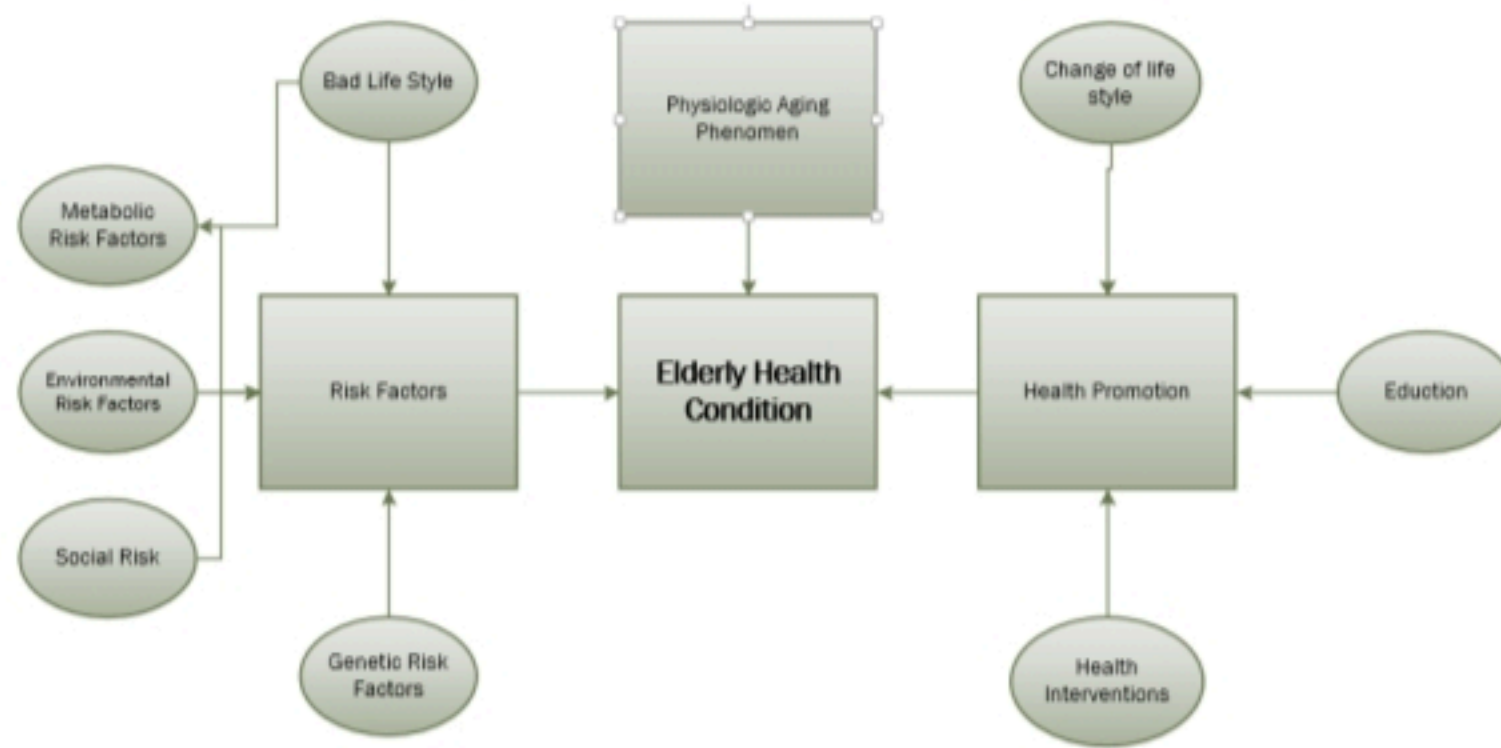 Bad Life Style
Physiologic Aging
Phenomen
Change of life
style
Metabolic
Risk Factors
Environmental
Risk Factors
Risk Factors
Elderly Health
Condition
Health Promotion
Eduction
Social Risk
Genetic Risk
Factors
Health
Interventions